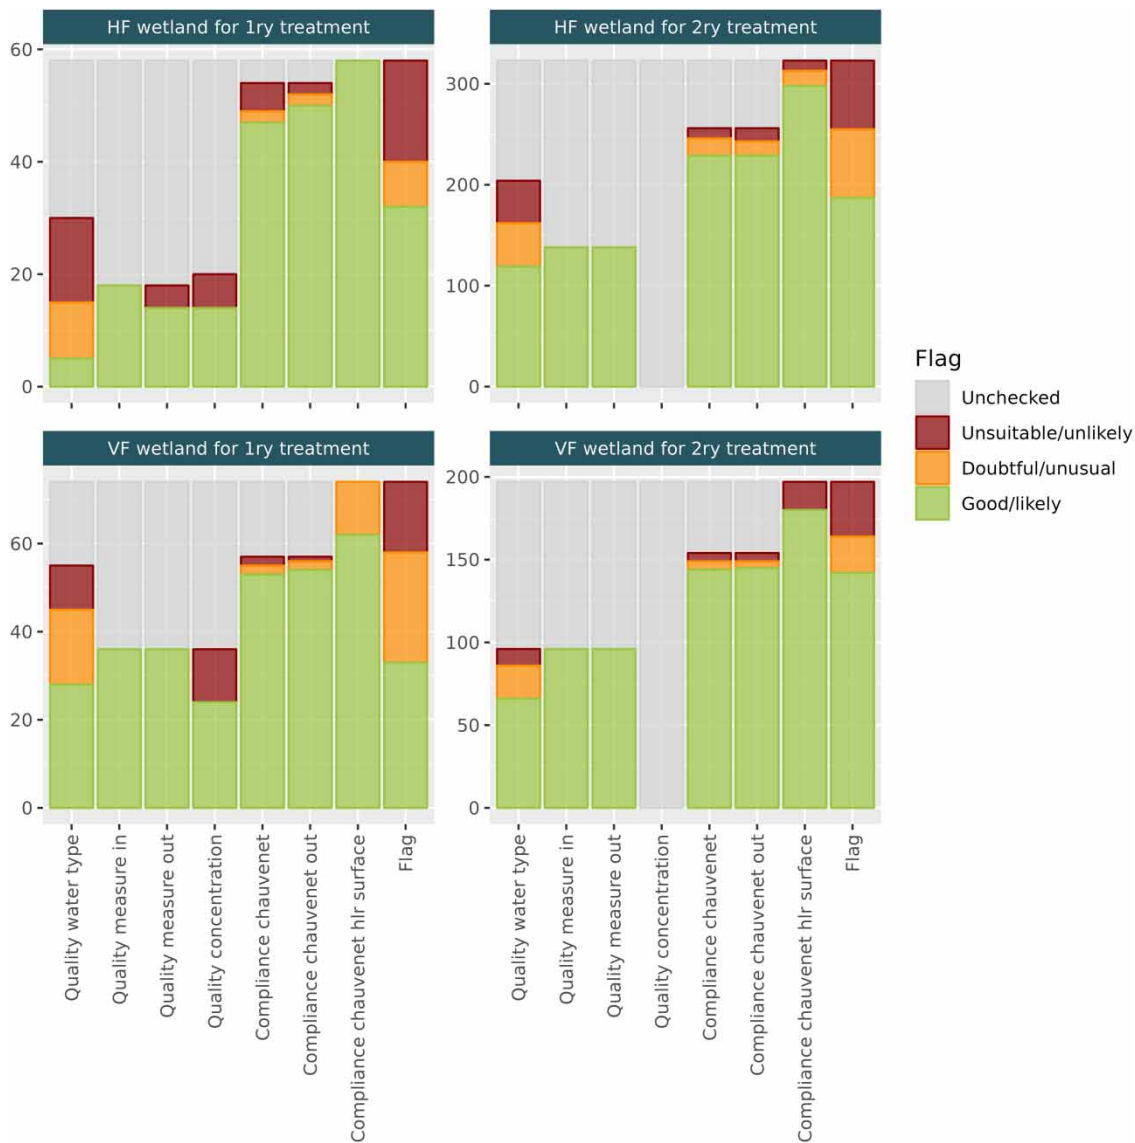 HF wetland for 1ry treatment
HF wetland for 2ry treatment
60
40
20
0
300
200
100
0
VF wetland for 1ry treatment
VF wetland for 2ry treatment
60
40
20
0
200
150
100
50
0
Quality water type
Quality measure in
Quality measure out
Quality concentration
Compliance chauvenet
Compliance chauvenet out
Compliance chauvenet hlr surface
Flag
Quality water type
Quality measure in
Quality measure out
Quality concentration
Compliance chauvenet
Compliance chauvenet out
Compliance chauvenet hlr surface
Flag
Flag
Unchecked
Unsuitable/unlikely
Doubtful/unusual
Good/likely